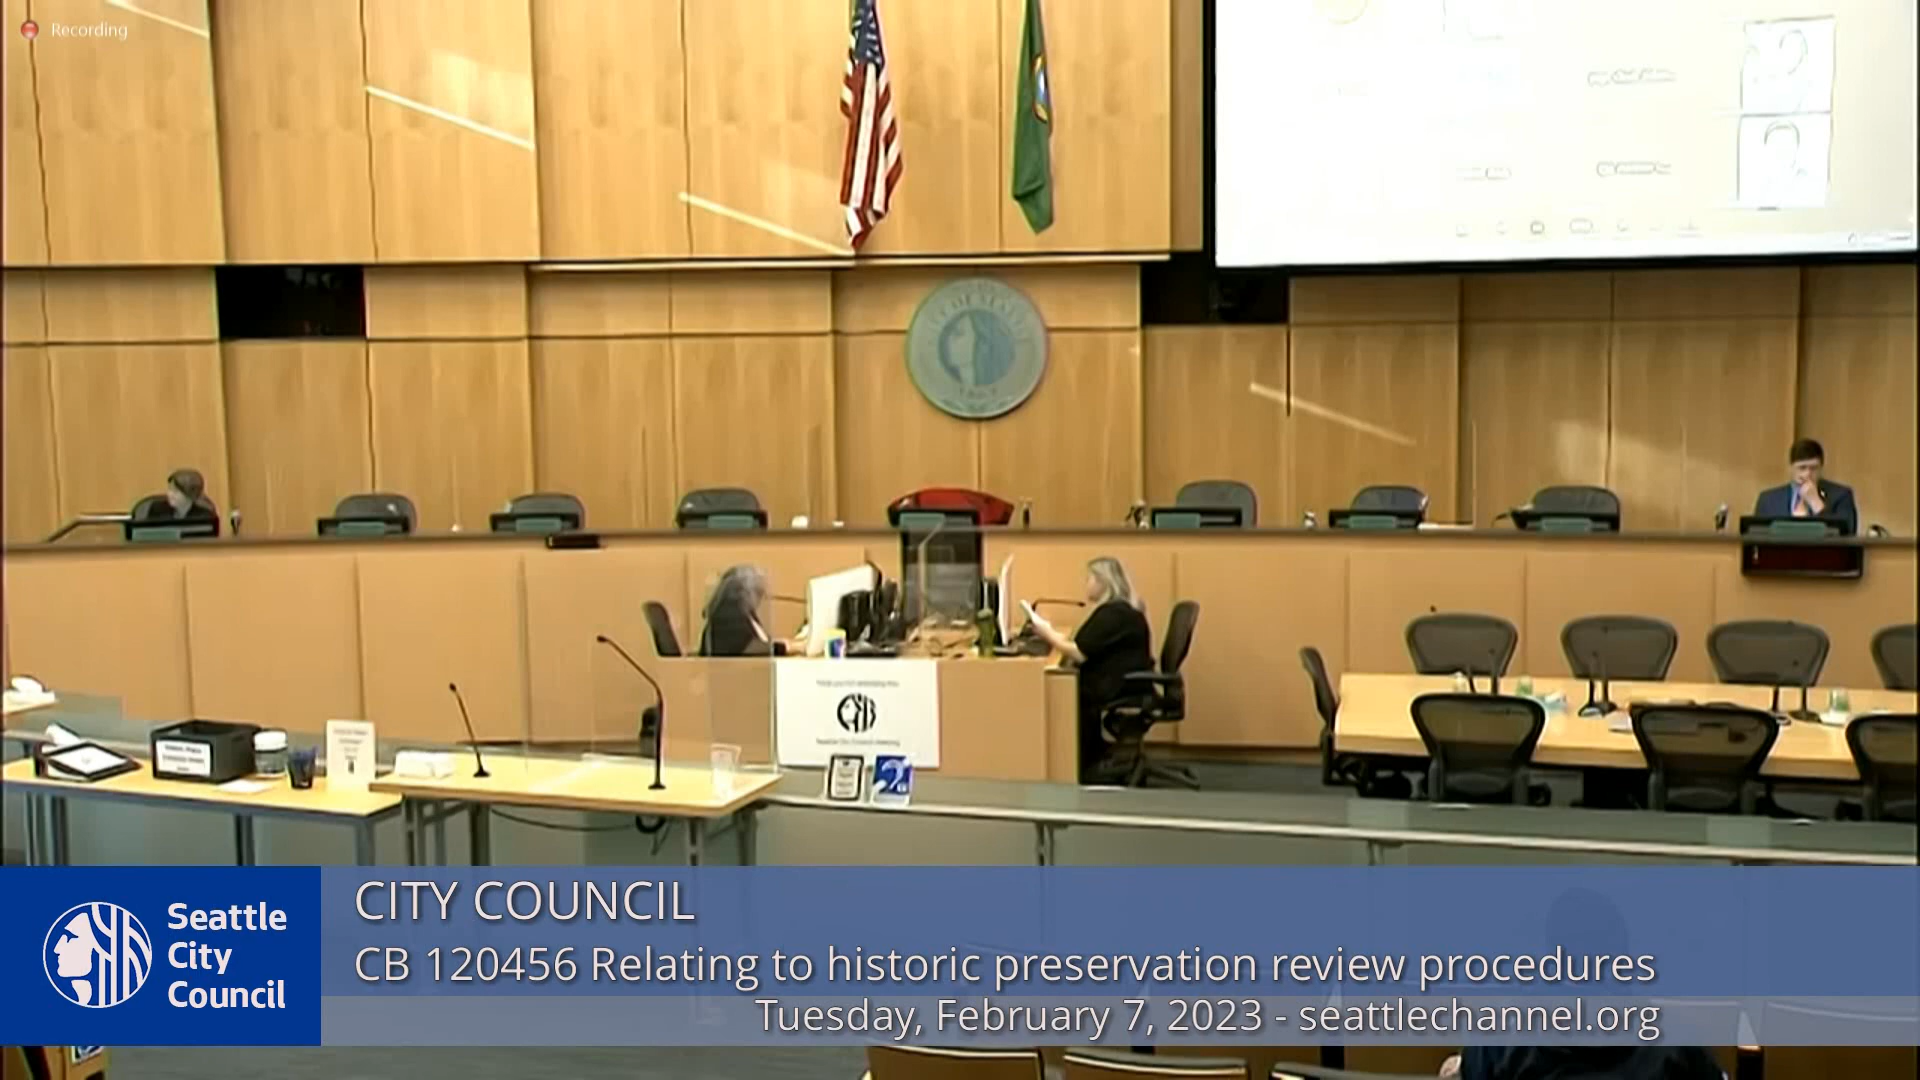 Recording
Seattle
City
Council
CITY COUNCIL
CB 120456 Relating to historic preservation review procedures
Tuesday, February 7, 2023 - seattlechannel.org